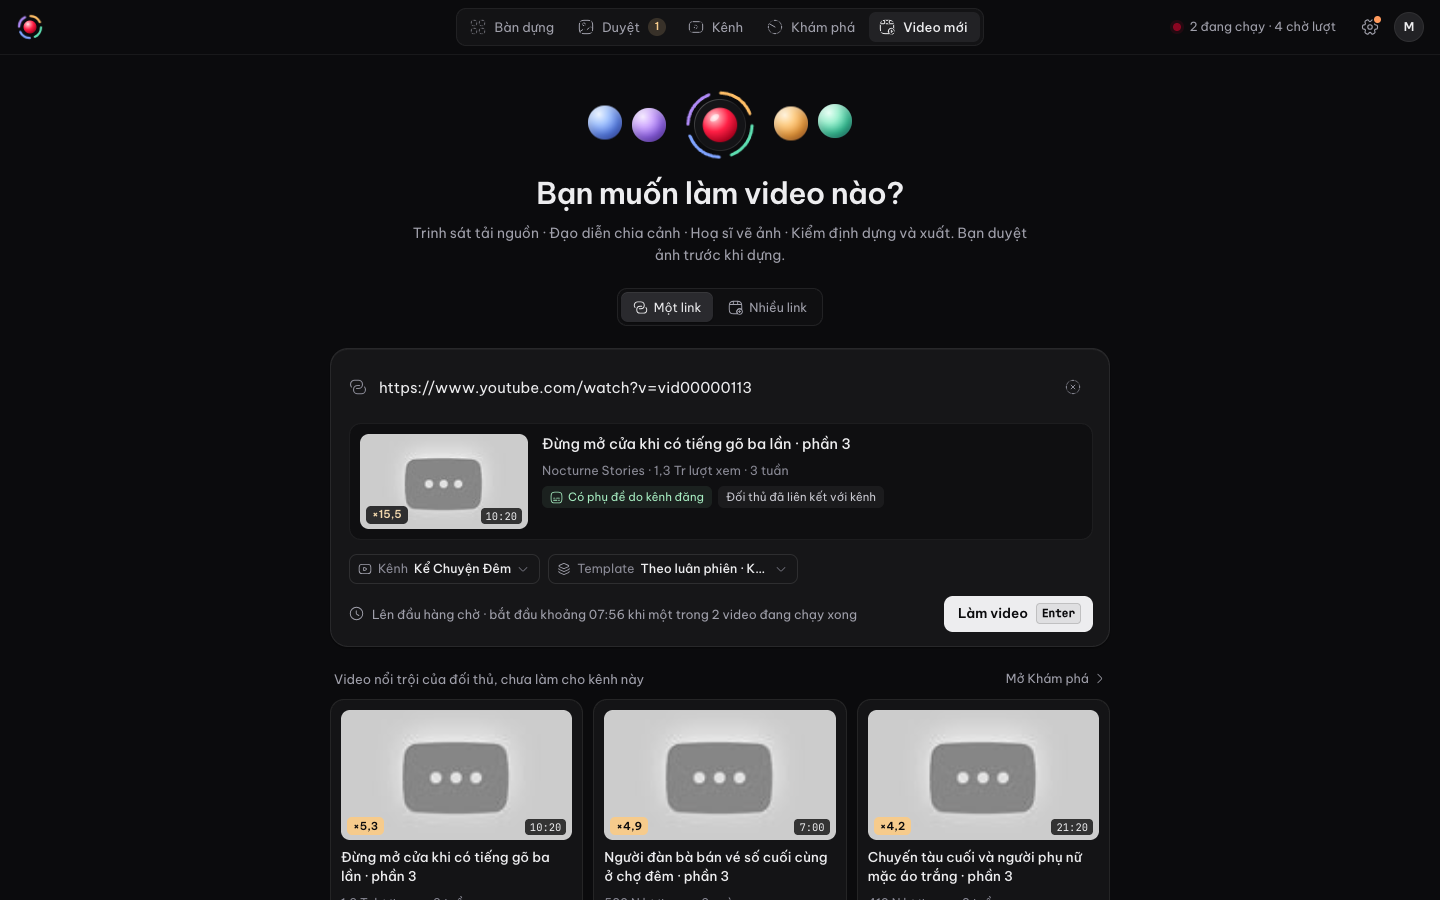 Bàn dựng
Duyệt 1
Kênh
Khám phá
Video mới
2 đang chạy · 4 chờ lượt
M
Bạn muốn làm video nào?
Trinh sát tải nguồn · Đạo diễn chia cảnh · Hoạ sĩ vẽ ảnh · Kiểm định dựng và xuất. Bạn duyệt
ảnh trước khi dựng.
Một link
Nhiều link
https://www.youtube.com/watch?v=vid00000113
×15,5
10:20
Đừng mở cửa khi có tiếng gõ ba lần · phần 3
Nocturne Stories · 1,3 Tr lượt xem · 3 tuần
Có phụ đề do kênh đăng
Đối thủ đã liên kết với kênh
Kênh Kể Chuyện Đêm
Template Theo luân phiên · K...
Lên đầu hàng chờ · bắt đầu khoảng 07:56 khi một trong 2 video đang chạy xong
Làm video Enter
Video nổi trội của đối thủ, chưa làm cho kênh này
Mở Khám phá
×5,3
10:20
Đừng mở cửa khi có tiếng gõ ba
lần · phần 3
×4,9
7:00
Người đàn bà bán vé số cuối cùng
ở chợ đêm · phần 3
×4,2
21:20
Chuyến tàu cuối và người phụ nữ
mặc áo trắng · phần 3